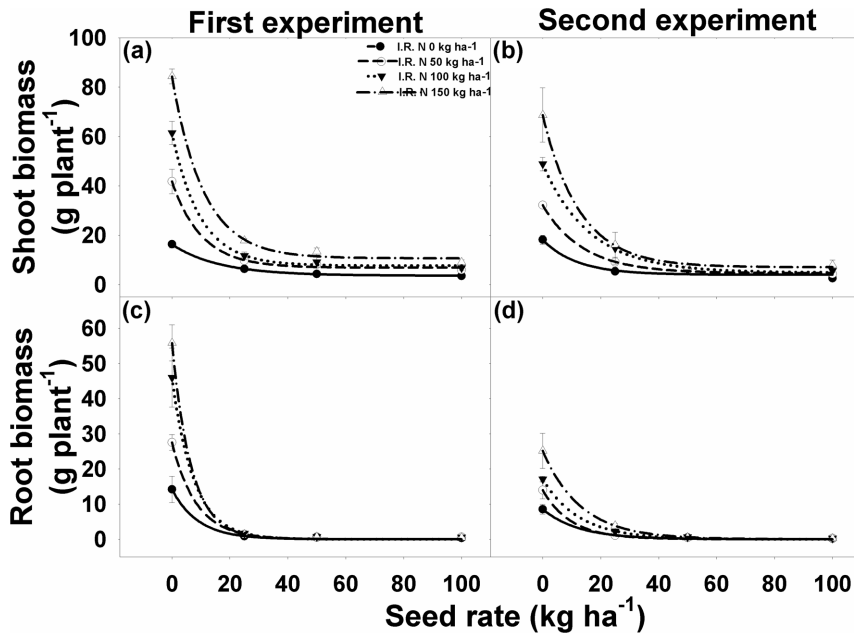 First experiment
Second experiment
(a)
I.R. N 0 kg ha-1
I.R. N 50 kg ha-1
I.R. N 100 kg ha-1
I.R. N 150 kg ha-1
(b)
100
80
60
40
20
0
Shoot biomass
(g plant-1)
(c)
(d)
60
50
40
30
20
10
0
Root biomass
(g plant-1)
0 20 40 60 80 100
0 20 40 60 80 100
Seed rate (kg ha-1)